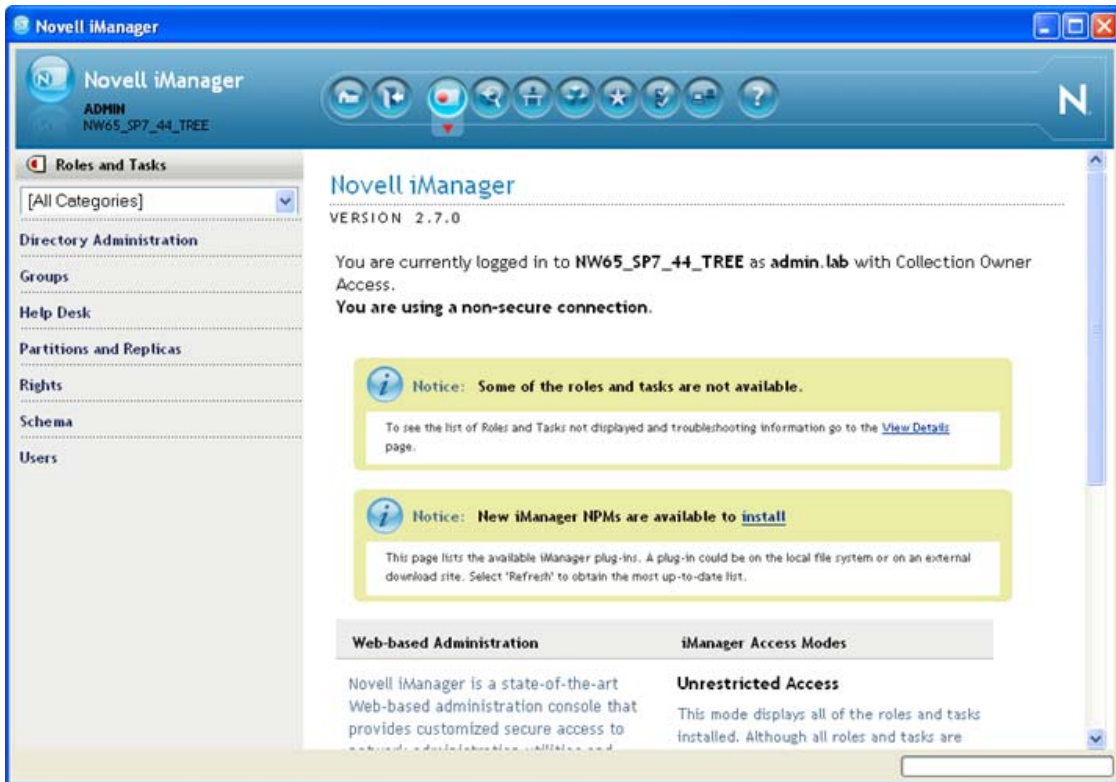 Novell iManager
Novell iManager
ADMIN
NW65_SP7_44_TREE
N
?
N
Roles and Tasks
[All Categories]
Directory Administration
Groups
Help Desk
Partitions and Replicas
Rights
Schema
Users
Novell iManager
VERSION 2.7.0
You are currently logged in to NW65_SP7_44_TREE as admin.lab with Collection Owner
Access.
You are using a non-secure connection.
i Notice: Some of the roles and tasks are not available.
To see the list of Roles and Tasks not displayed and troubleshooting information go to the View Details
page.
i Notice: New iManager NPMs are available to install
This page lists the available iManager plug-ins. A plug-in could be on the local file system or on an external
download site. Select 'Refresh' to obtain the most up-to-date list.
Web-based Administration
Novell iManager is a state-of-the-art
Web-based administration console that
provides customized secure access to
network administration utilities and
iManager Access Modes
Unrestricted Access
This mode displays all of the roles and tasks
installed. Although all roles and tasks are